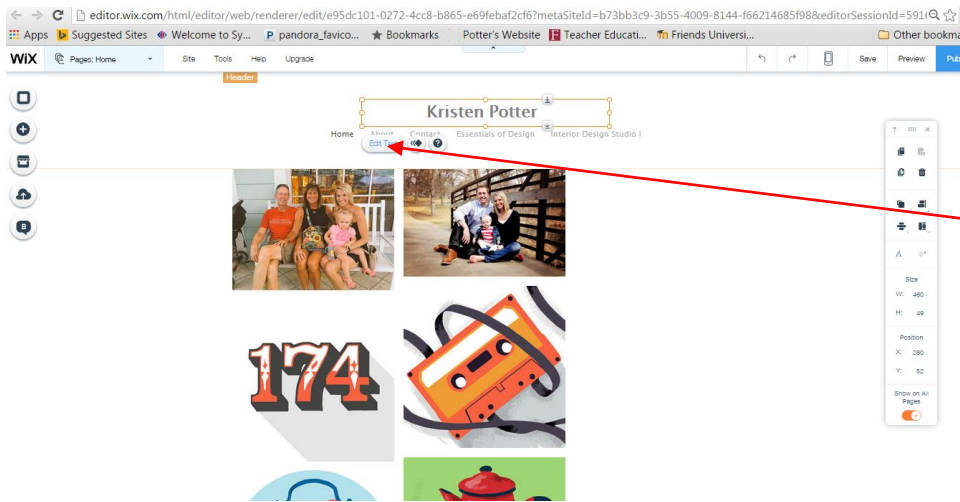 editor.wix.com/html/editor/web/renderer/edit/e95dc101-0272-4cc8-b865-e69febaf2cf6?metaSiteId=b73bb3c9-3b55-4009-8144-f66214685f98&editorSessionId=591(
Apps Suggested Sites Welcome to Sy... pandora_favico... Bookmarks Potter's Website Teacher Educati... Friends Universi... Other bookma
WiX Pages: Home Site Tools Help Upgrade Save Preview Pub
Header
Kristen Potter
Home About Contact Essentials of Design Interior Design Studio I
Edit
174
Size
W: 460
H: 49
Position
X: 260
Y: 52
Show on All
Pages